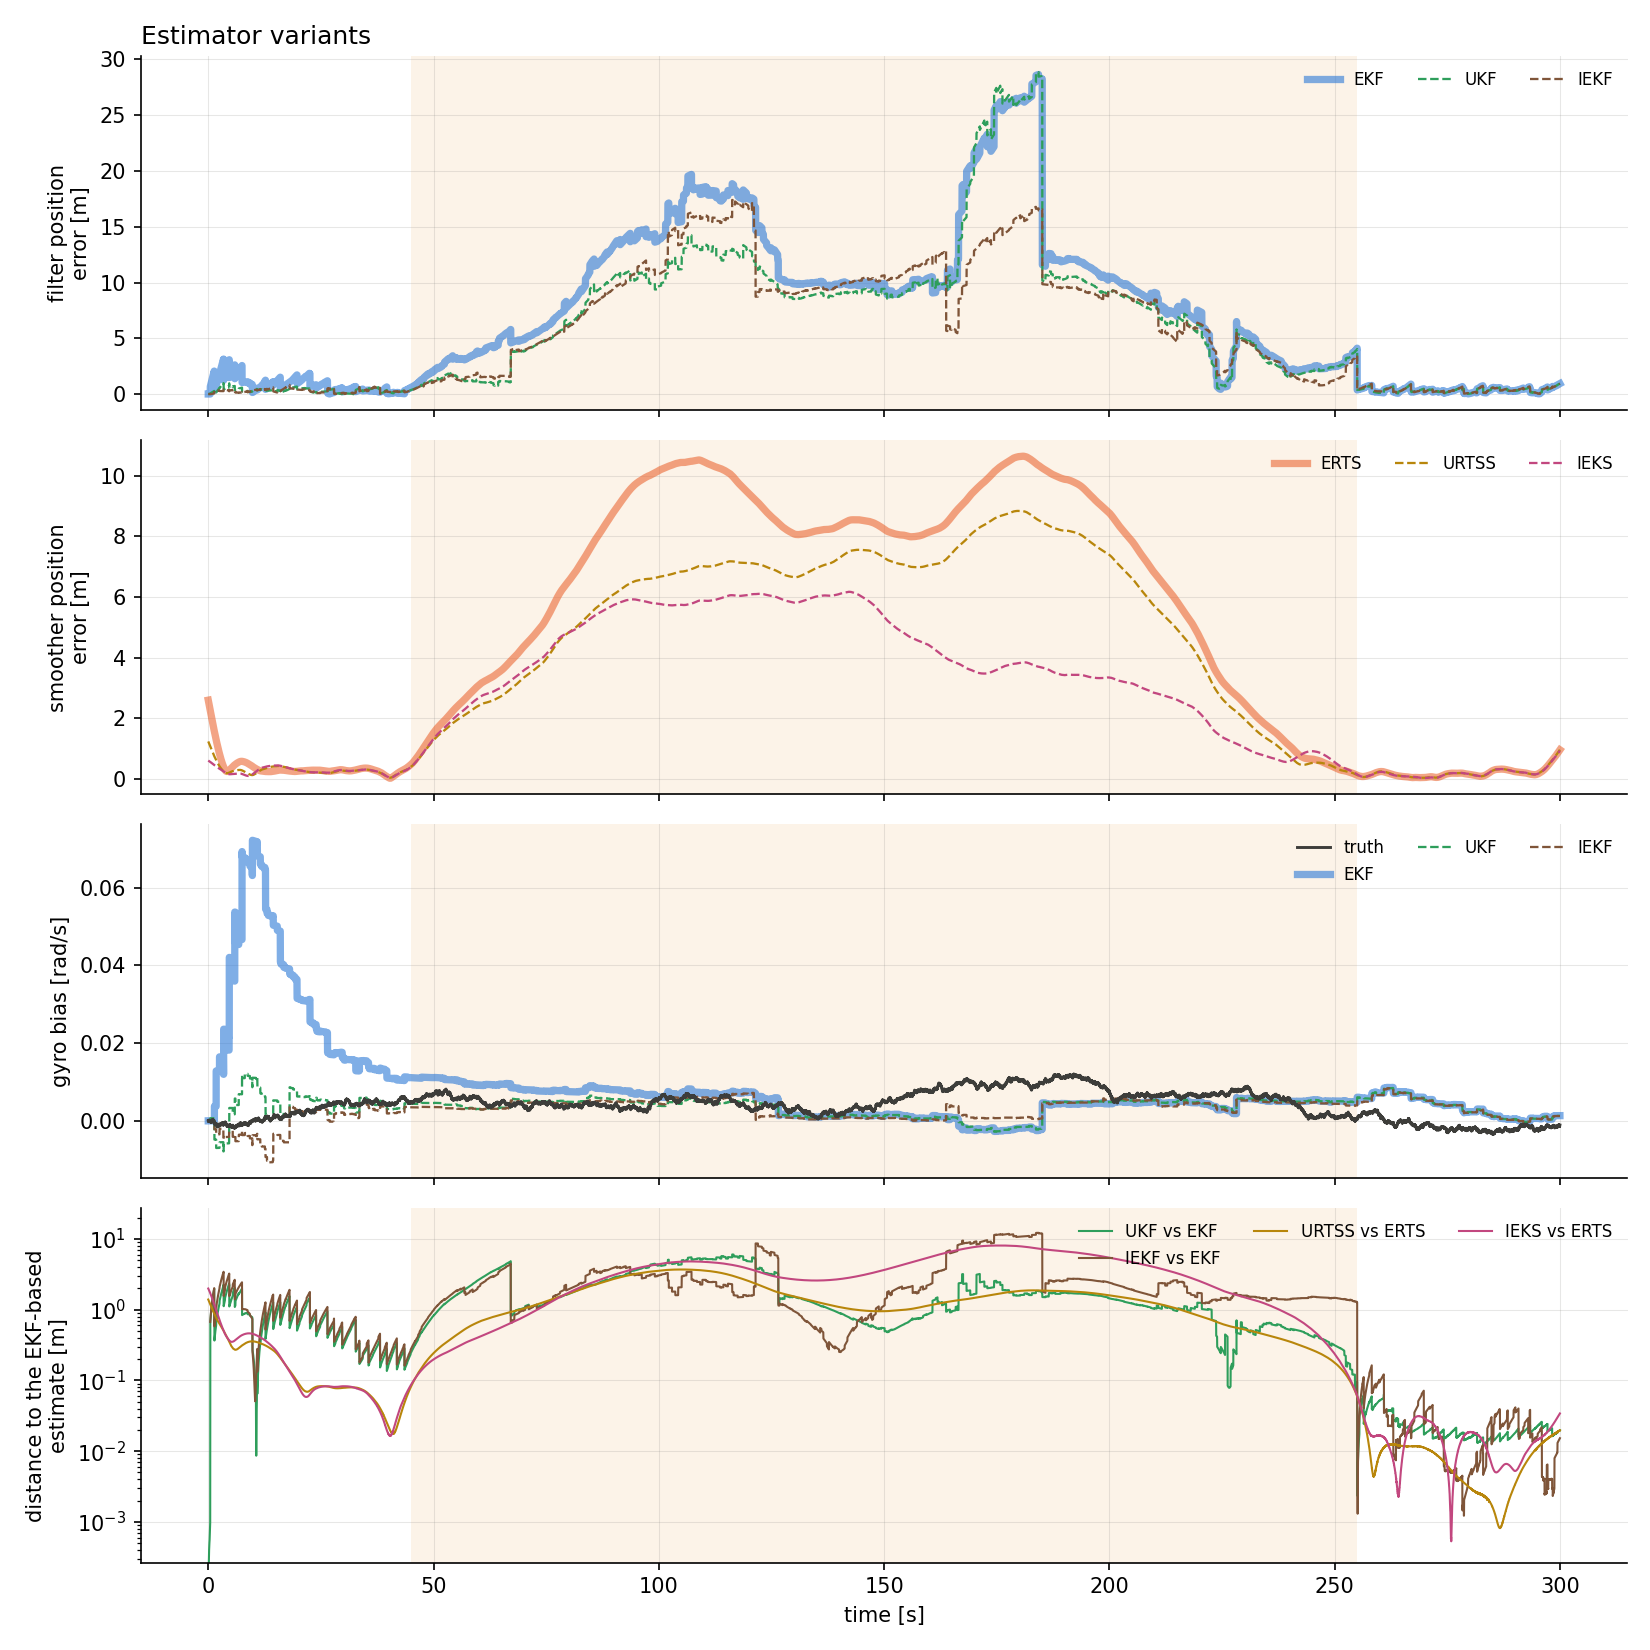 Estimator variants
filter position
error [m]
30
25
20
15
10
5
0
EKF UKF IEKF
smoother position
error [m]
10
8
6
4
2
0
ERTS URTSS IEKS
gyro bias [rad/s]
0.06
0.04
0.02
0.00
truth UKF IEKF
EKF
distance to the EKF-based
estimate [m]
10¹
10⁰
10⁻¹
10⁻²
10⁻³
UKF vs EKF URTSS vs ERTS IEKS vs ERTS
IEKF vs EKF
0 50 100 150 200 250 300
time [s]